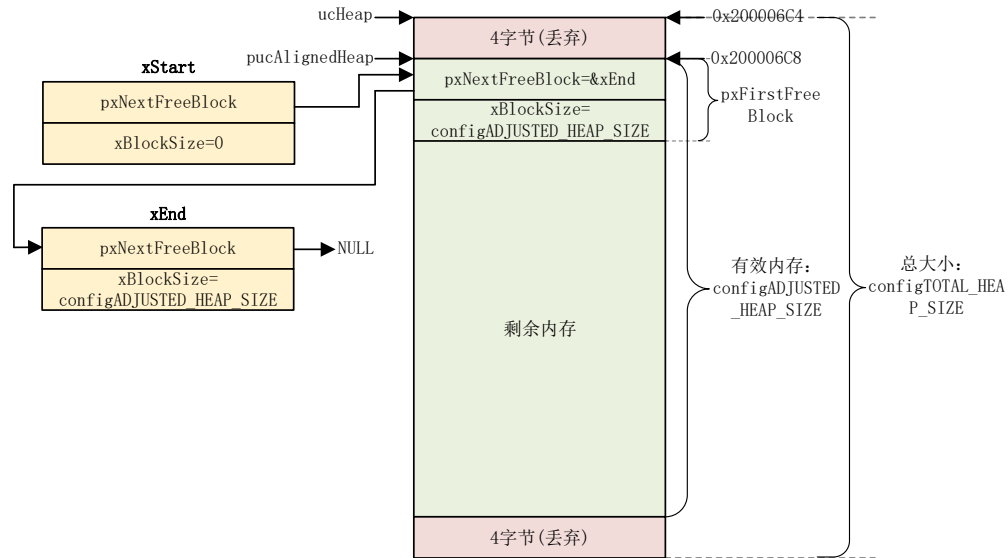 ucHeap
0x200006C4
4字节(丢弃)
pucAlignedHeap
0x200006C8
xStart
pxNextFreeBlock
xBlockSize=0
pxNextFreeBlock=&xEnd
xBlockSize=
configADJUSTED_HEAP_SIZE
pxFirstFree
Block
xEnd
pxNextFreeBlock
NULL
xBlockSize=
configADJUSTED_HEAP_SIZE
剩余内存
有效内存:
configADJUSTED
_HEAP_SIZE
总大小:
configTOTAL_HEA
P_SIZE
4字节(丢弃)